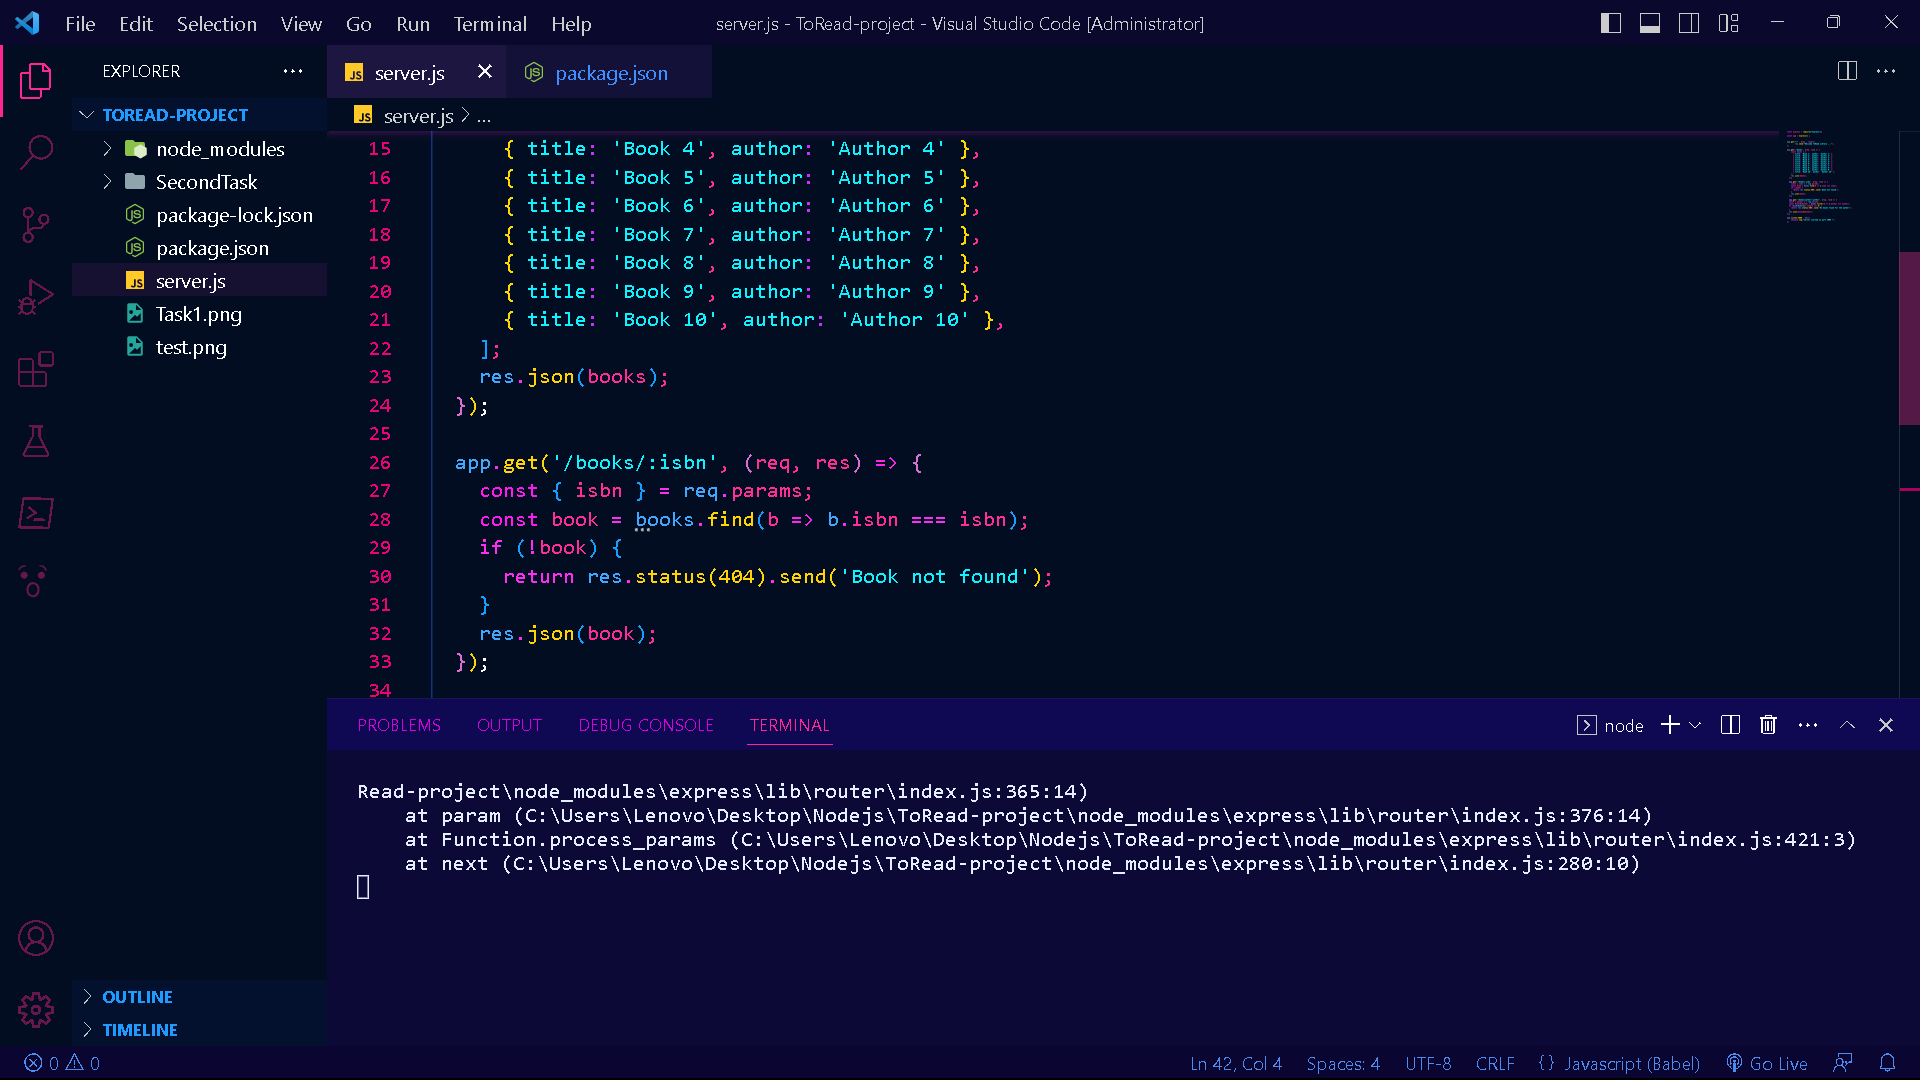 File Edit Selection View Go Run Terminal Help
server.js - ToRead-project - Visual Studio Code [Administrator]
EXPLORER
TOREAD-PROJECT
node_modules
SecondTask
package-lock.json
package.json
server.js
Task1.png
test.png
OUTLINE
TIMELINE
server.js
package.json
server.js > ...
15 { title: 'Book 4', author: 'Author 4' },
16 { title: 'Book 5', author: 'Author 5' },
17 { title: 'Book 6', author: 'Author 6' },
18 { title: 'Book 7', author: 'Author 7' },
19 { title: 'Book 8', author: 'Author 8' },
20 { title: 'Book 9', author: 'Author 9' },
21 { title: 'Book 10', author: 'Author 10' },
22 ];
23 res.json(books);
24 });
25
26 app.get('/books/:isbn', (req, res) => {
27 const { isbn } = req.params;
28 const book = books.find(b => b.isbn === isbn);
29 if (!book) {
30 return res.status(404).send('Book not found');
31 }
32 res.json(book);
33 });
34
PROBLEMS OUTPUT DEBUG CONSOLE TERMINAL
node
Read-project\node_modules\express\lib\router\index.js:365:14)
at param (C:\Users\Lenovo\Desktop\Nodejs\ToRead-project\node_modules\express\lib\router\index.js:376:14)
at Function.process_params (C:\Users\Lenovo\Desktop\Nodejs\ToRead-project\node_modules\express\lib\router\index.js:421:3)
at next (C:\Users\Lenovo\Desktop\Nodejs\ToRead-project\node_modules\express\lib\router\index.js:280:10)
0 0
Ln 42, Col 4 Spaces: 4 UTF-8 CRLF {} Javascript (Babel) Go Live